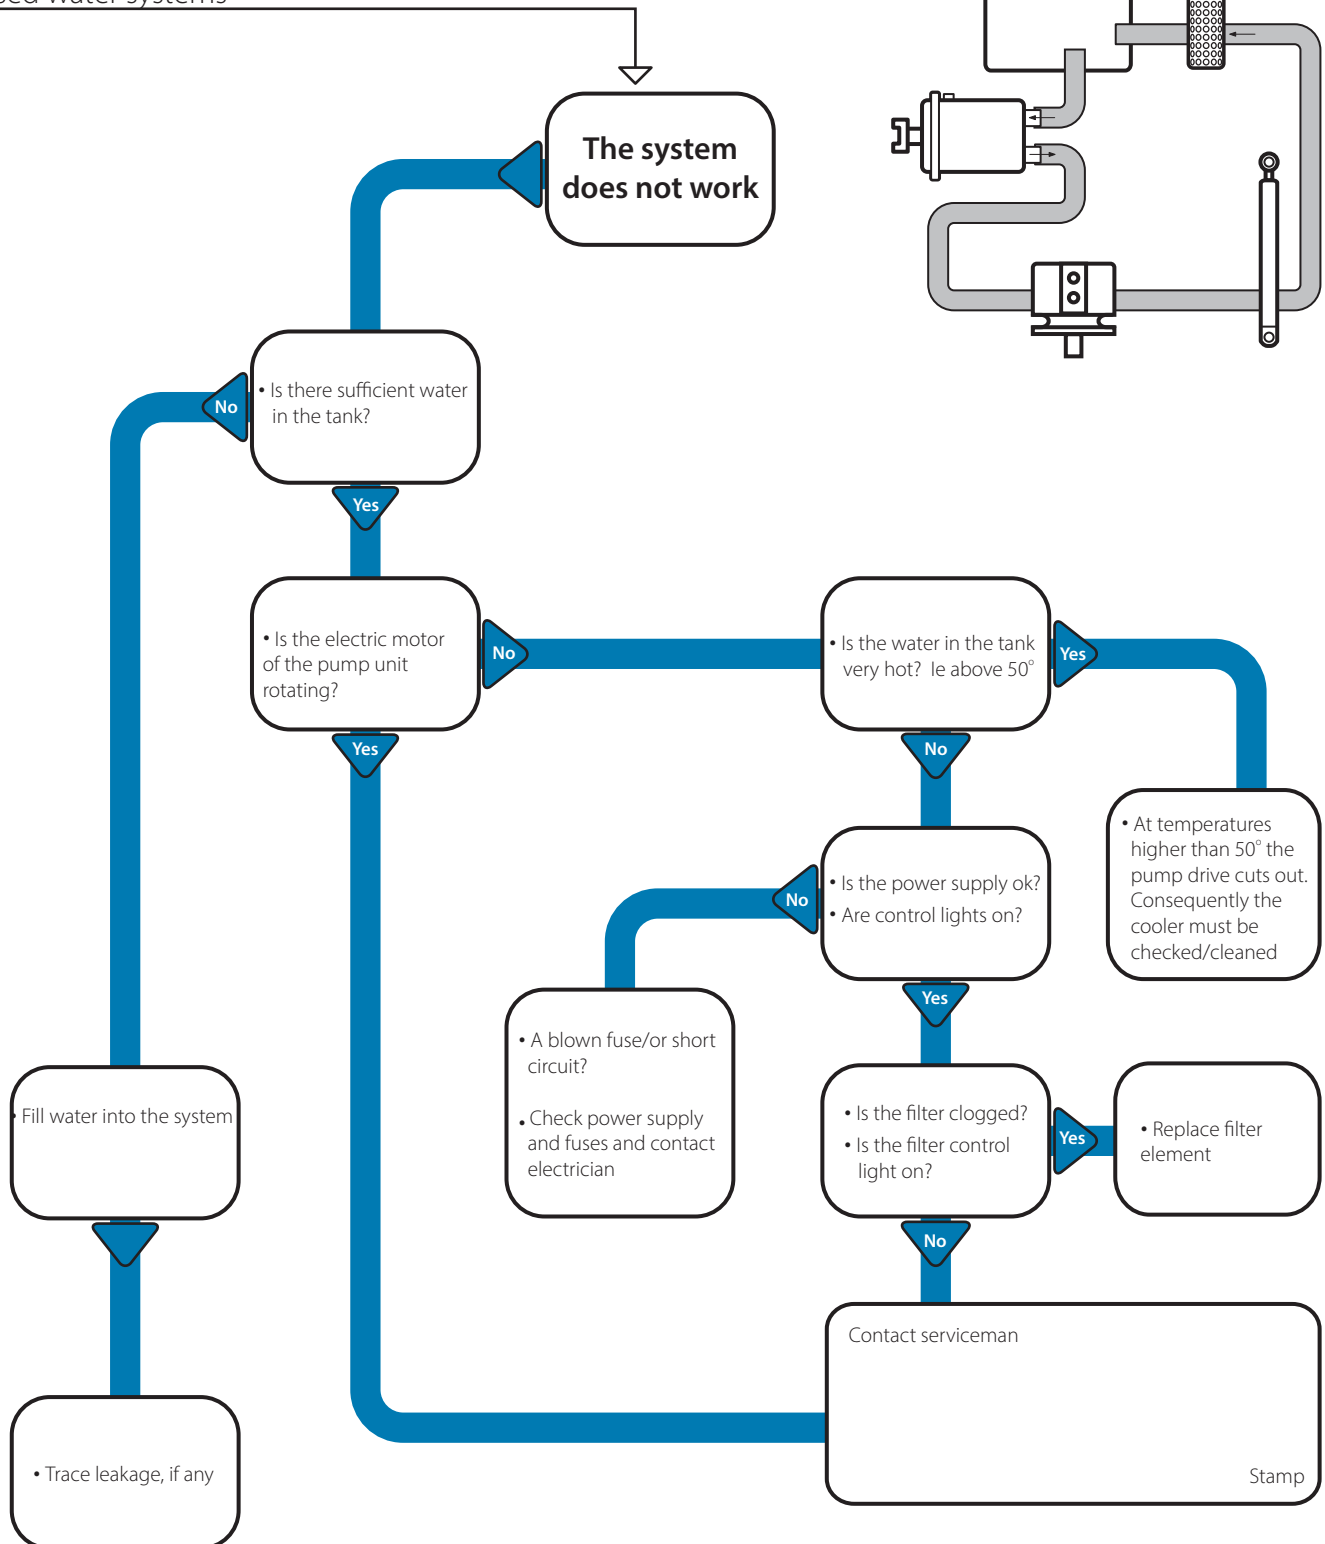 water systems
The system
does not work
• Is there sufficient water
in the tank?
No
Yes
• Is the electric motor
of the pump unit
rotating?
No
Yes
• Is the water in the tank
very hot? Ie above 50°
Yes
No
• At temperatures
higher than 50° the
pump drive cuts out.
Consequently the
cooler must be
checked/cleaned
• Is the power supply ok?
• Are control lights on?
No
Yes
• A blown fuse/or short
circuit?
• Check power supply
and fuses and contact
electrician
• Is the filter clogged?
• Is the filter control
light on?
Yes
No
• Replace filter
element
• Fill water into the system
• Trace leakage, if any
Contact serviceman
Stamp